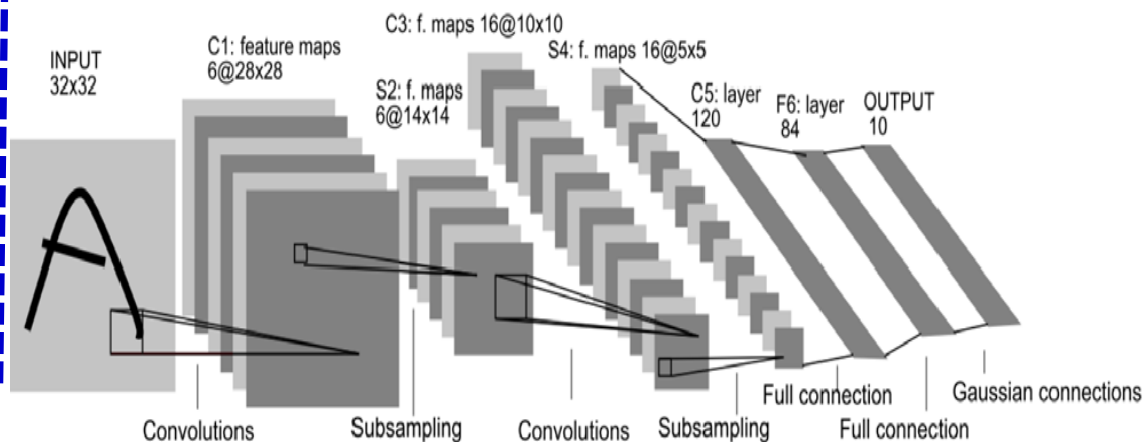 INPUT
32x32
C1: feature maps
6@28x28
S2: f. maps
6@14x14
C3: f. maps 16@10x10
S4: f. maps 16@5x5
C5: layer
120
F6: layer
84
OUTPUT
10
A
Convolutions
Subsampling
Convolutions
Subsampling
Full connection
Full connection
Gaussian connections